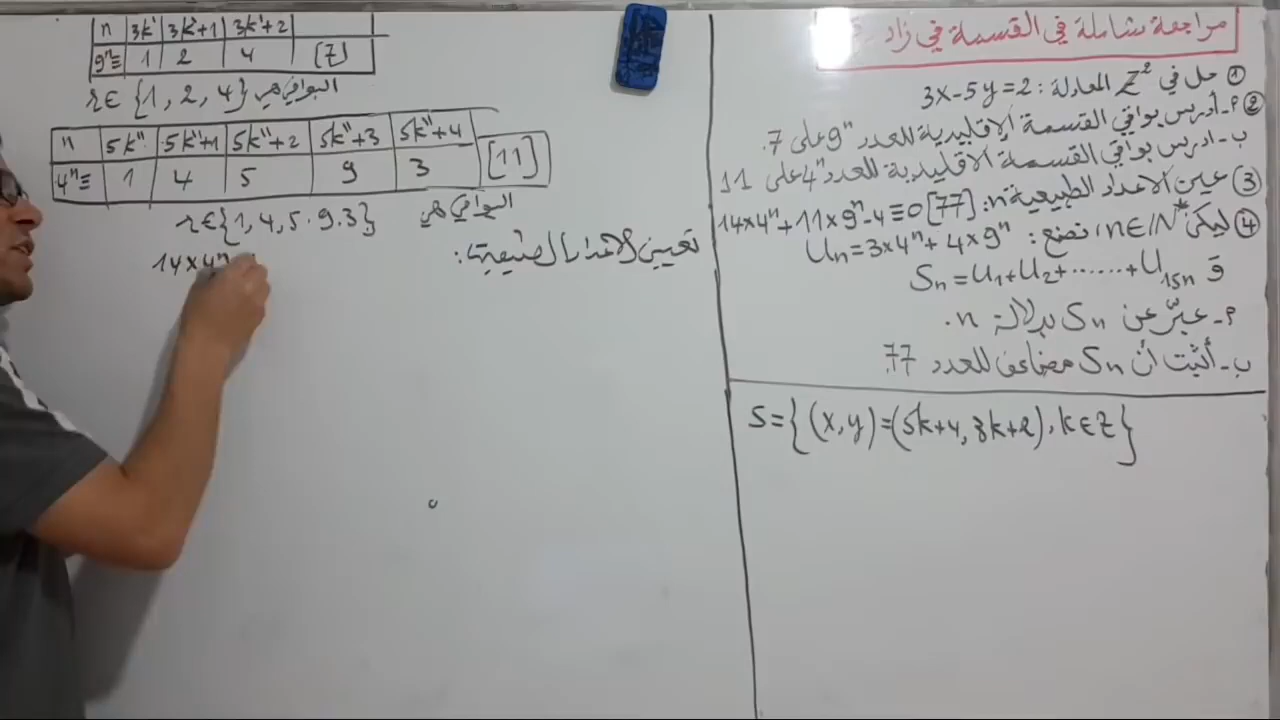 مراجعة شاملة في القسمة في زاد
① حل في Z² المعادلة : 3x-5y=2
② أ- أدرس بواقي القسمة الإقليدية للعدد 9ⁿ على 7.
ب- ادرس بواقي القسمة الاقليدية للعدد 4ⁿ على 11
③ عين الاعداد الطبيعية n: 14×4ⁿ+11×9ⁿ-4≡0[77]
④ ليكن n∈N* ، نضع : Uₙ=3×4ⁿ+4×9ⁿ
و Sₙ=U₁+U₂+......+U₁₅ₙ
أ- عبّر عن Sₙ بدلالة n.
ب- أثبت أن Sₙ مضاعف للعدد 77
S={(x,y)=(5k+4,3k+2),k∈Z}
n 3k' 3k'+1 3k'+2
9ⁿ≡ 1 2 4 [7]
البواقي هي r∈{1,2,4}
n 5k'' 5k''+1 5k''+2 5k''+3 5k''+4
4ⁿ≡ 1 4 5 9 3 [11]
البواقي هي r∈{1,4,5.9.3}
تعيين الاعداد الطبيعية :
14×4ⁿ